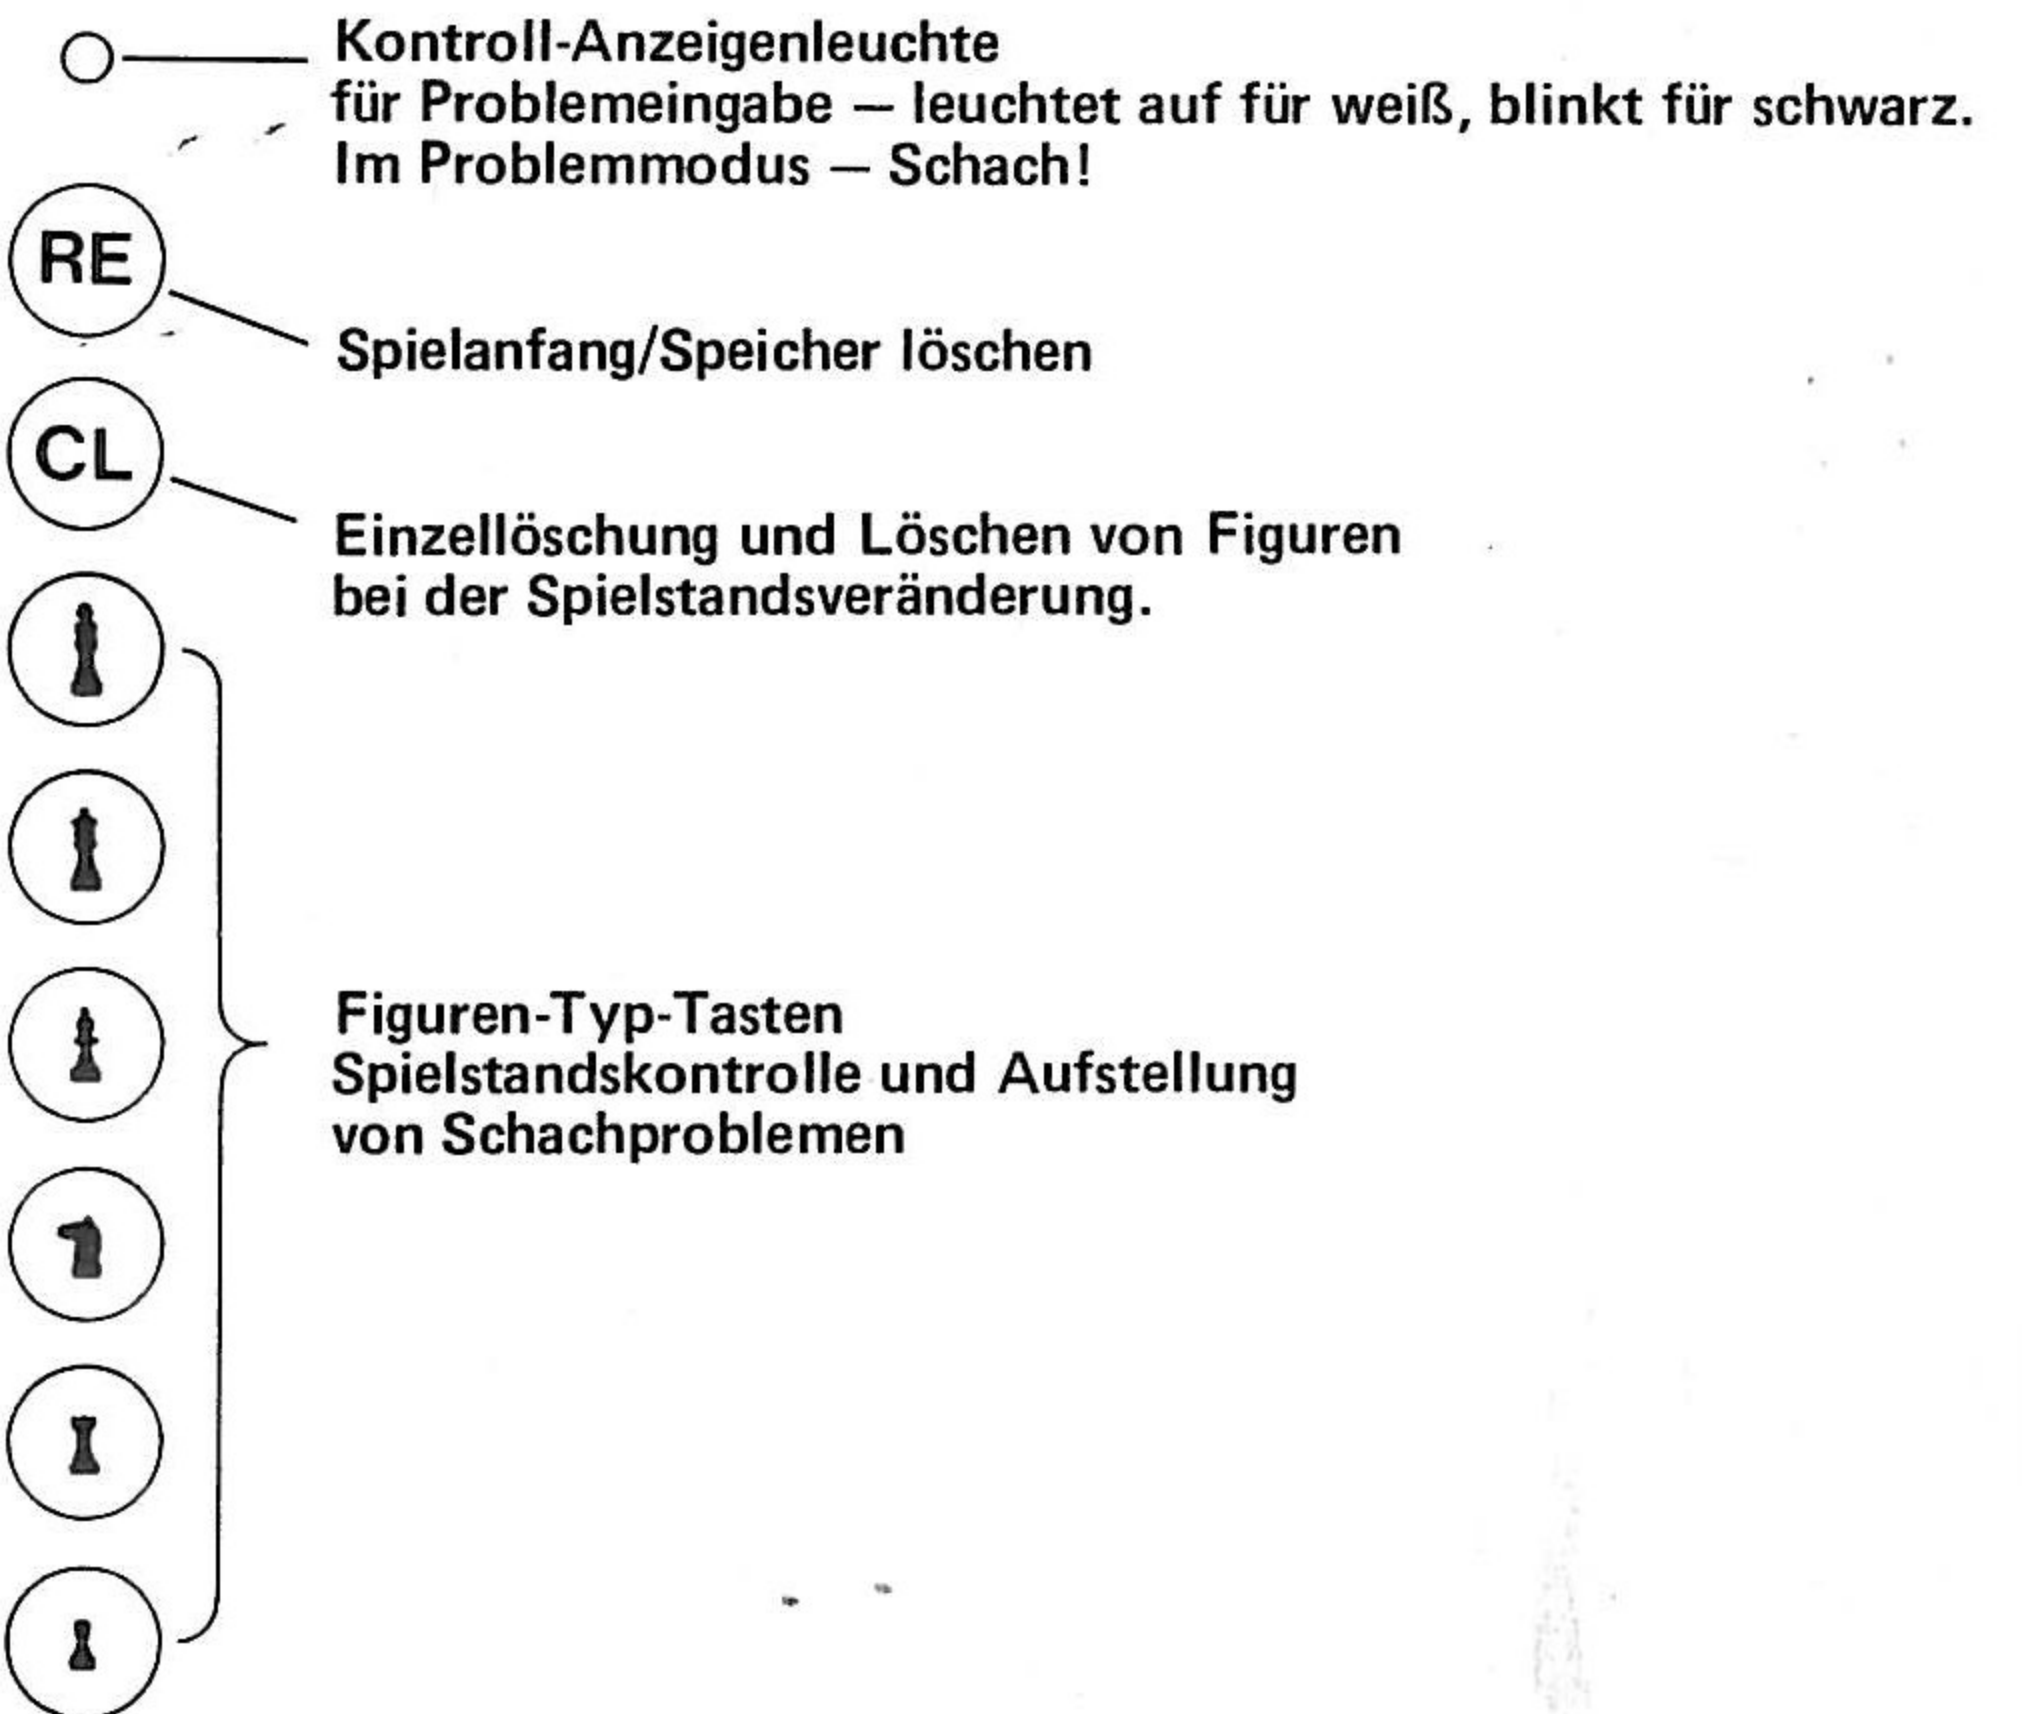 Kontroll-Anzeigenleuchte
für Problemeingabe — leuchtet auf für weiß, blinkt für schwarz.
Im Problemmodus — Schach!
RE
Spielanfang/Speicher löschen
CL
Einzellöschung und Löschen von Figuren
bei der Spielstandsveränderung.
Figuren-Typ-Tasten
Spielstandskontrolle und Aufstellung
von Schachproblemen